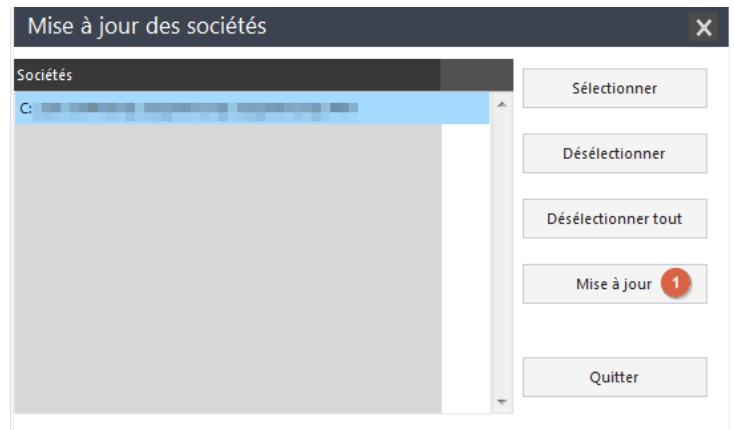 Mise à jour des sociétés
Sociétés
C:
Sélectionner
Désélectionner
Désélectionner tout
Mise à jour 1
Quitter